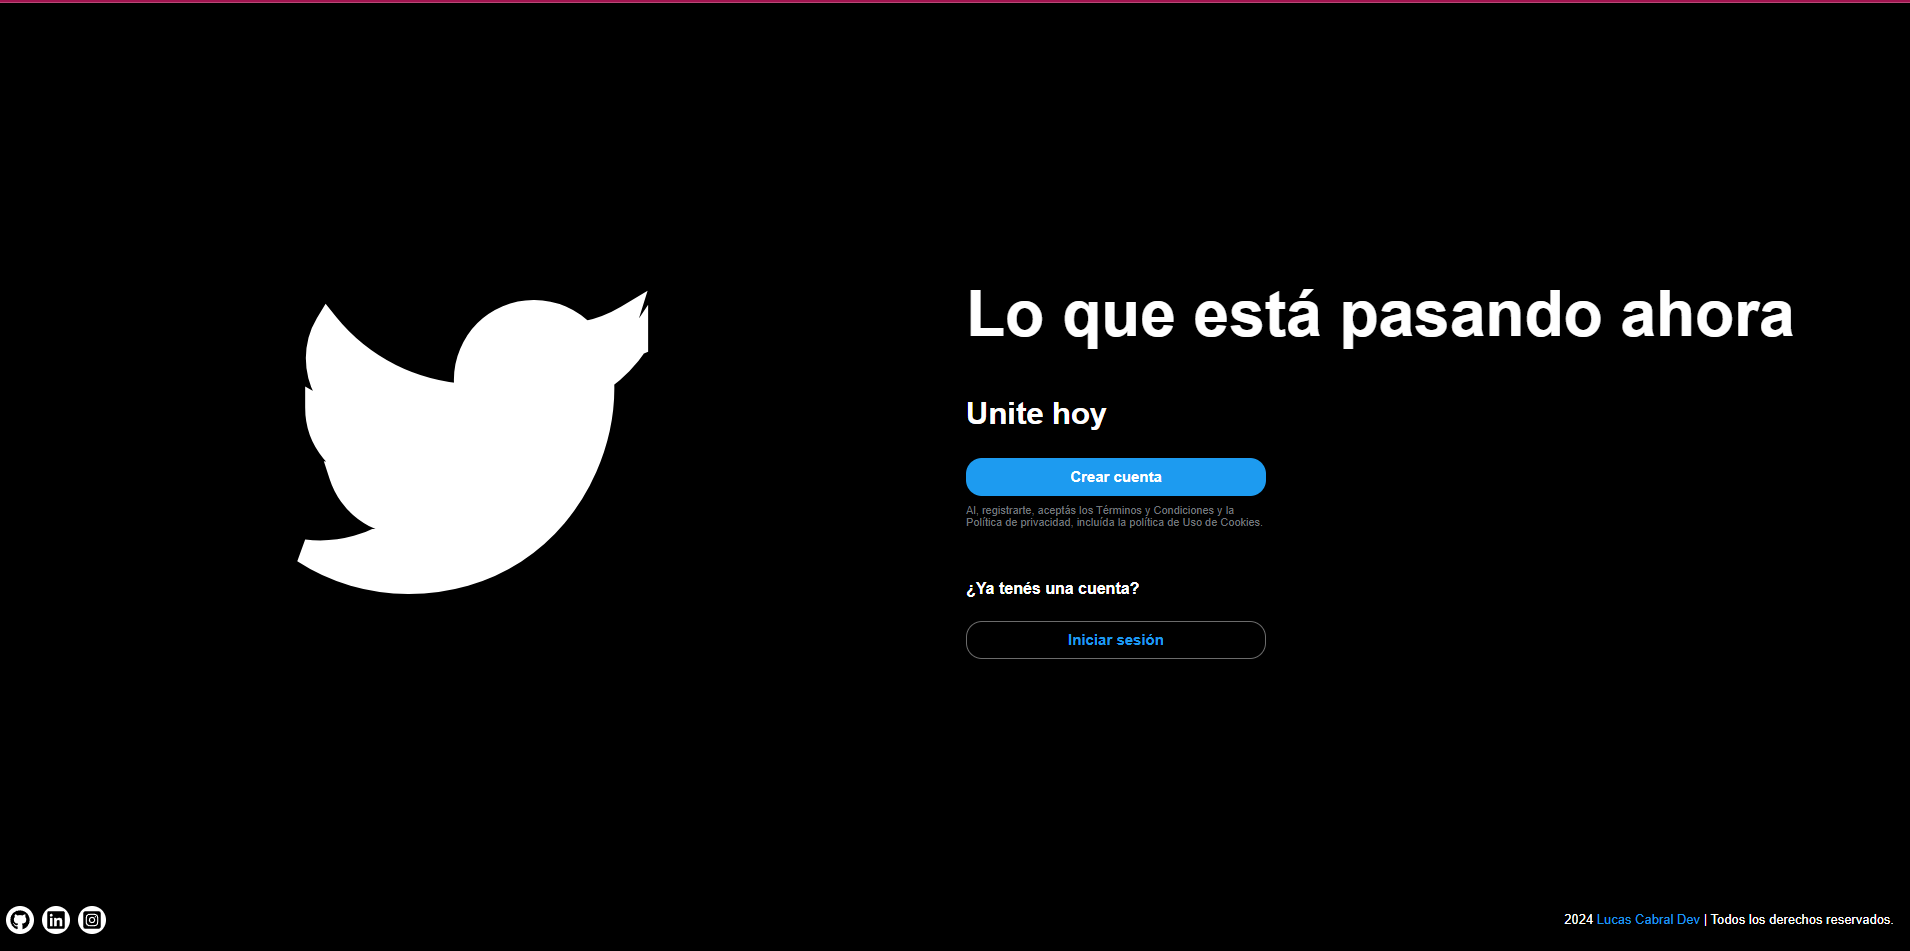 Lo que está pasando ahora
Unite hoy
Crear cuenta
Al, registrarte, aceptás los Términos y Condiciones y la
Política de privacidad, incluída la política de Uso de Cookies.
¿Ya tenés una cuenta?
Iniciar sesión
in
2024 Lucas Cabral Dev | Todos los derechos reservados.